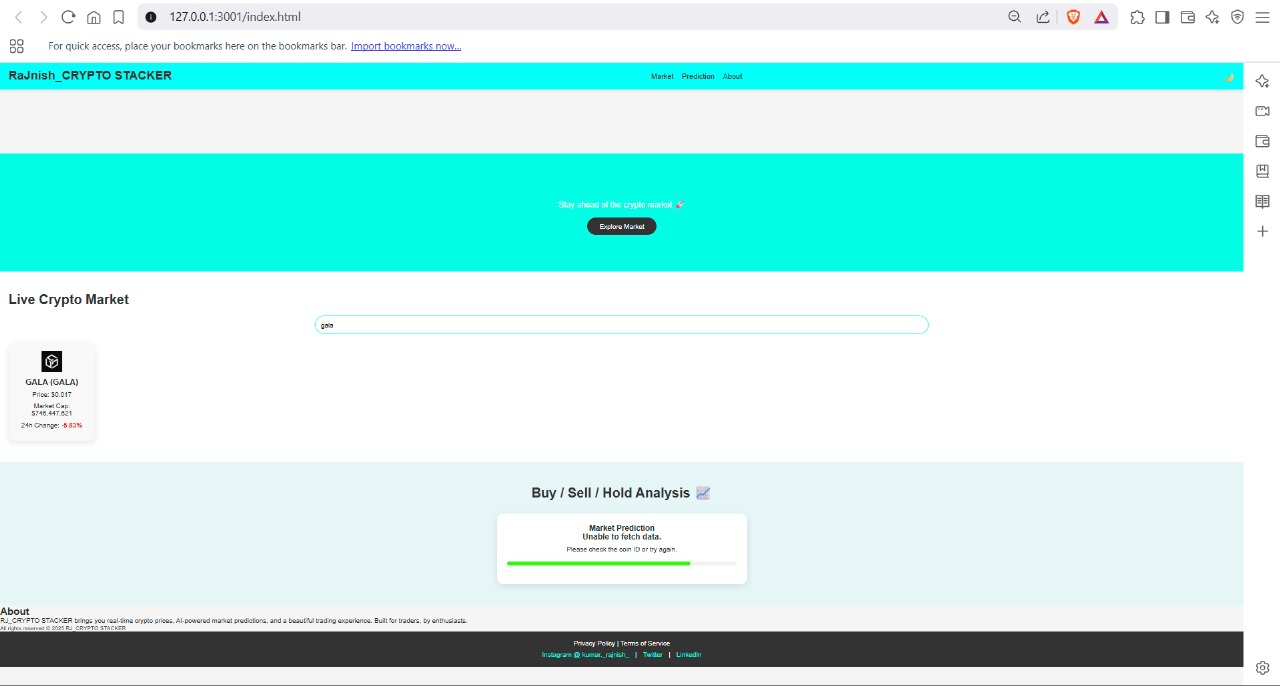 127.0.0.1:3001/index.html
For quick access, place your bookmarks here on the bookmarks bar. Import bookmarks now...
RaJnish_CRYPTO STACKER
Market Prediction About
Stay ahead of the crypto market 🚀
Explore Market
Live Crypto Market
gala
GALA (GALA)
Price: $0.017
Market Cap:
$746,447,621
24h Change: -6.83%
Buy / Sell / Hold Analysis 📈
Market Prediction
Unable to fetch data.
Please check the coin ID or try again.
About
RJ_CRYPTO STACKER brings you real-time crypto prices, AI-powered market predictions, and a beautiful trading experience. Built for traders, by enthusiasts.
All rights reserved © 2025 RJ_CRYPTO STACKER
Privacy Policy | Terms of Service
Instagram @ kumar._rajnish_ | Twitter | LinkedIn